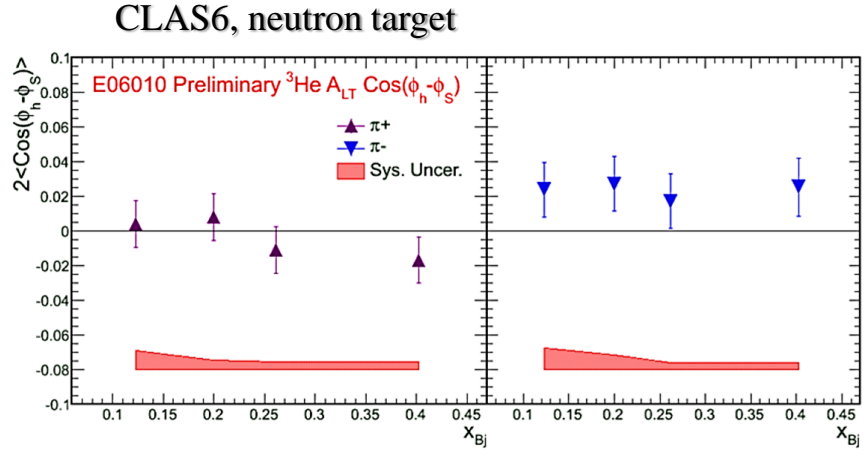 CLAS6, neutron target
2<Cos(ϕ_h-ϕ_S)>
0.1
0.08
0.06
0.04
0.02
0
-0.02
-0.04
-0.06
-0.08
-0.1
E06010 Preliminary ³He A_LT Cos(ϕ_h-ϕ_S)
π+
π-
Sys. Uncer.
0.1 0.15 0.2 0.25 0.3 0.35 0.4 0.45
x_Bj
0.1 0.15 0.2 0.25 0.3 0.35 0.4 0.45
x_Bj